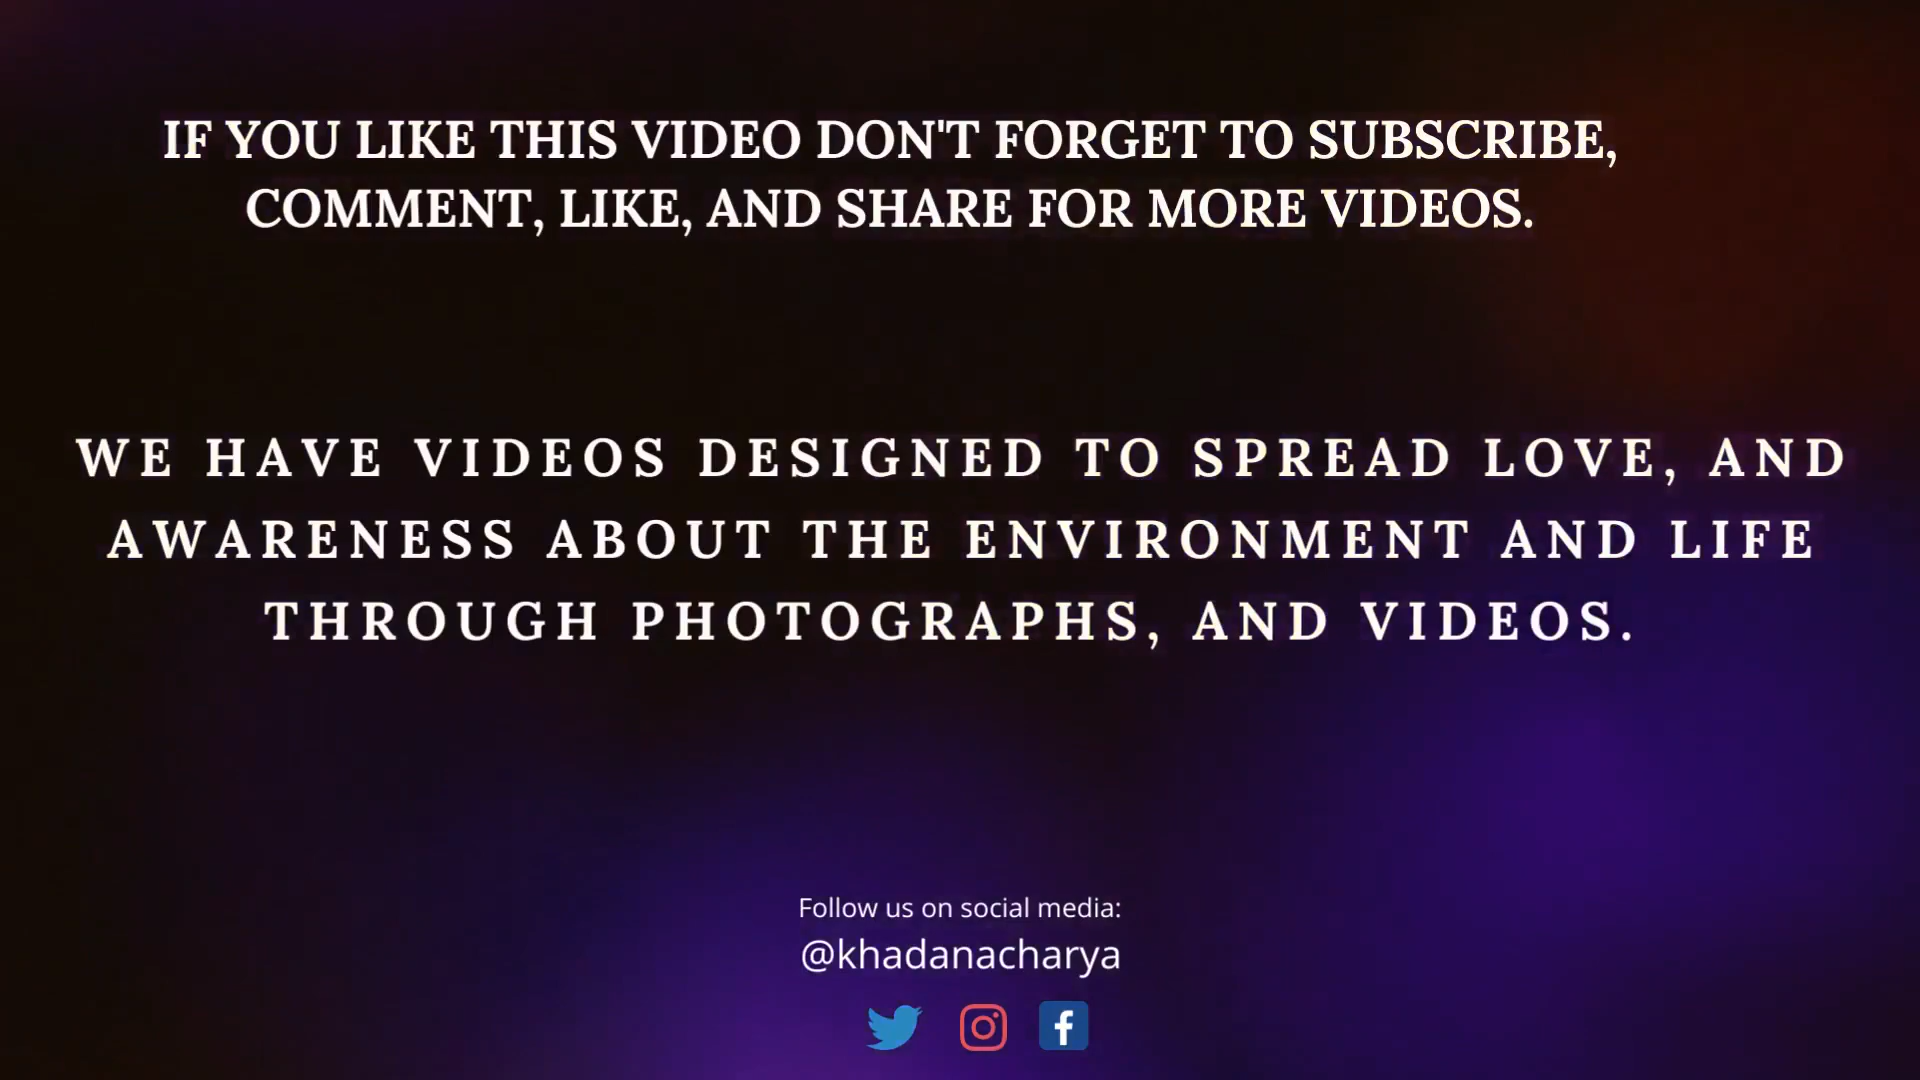 IF YOU LIKE THIS VIDEO DON'T FORGET TO SUBSCRIBE,
COMMENT, LIKE, AND SHARE FOR MORE VIDEOS.
WE HAVE VIDEOS DESIGNED TO SPREAD LOVE, AND
AWARENESS ABOUT THE ENVIRONMENT AND LIFE
THROUGH PHOTOGRAPHS, AND VIDEOS.
Follow us on social media:
@khadanacharya